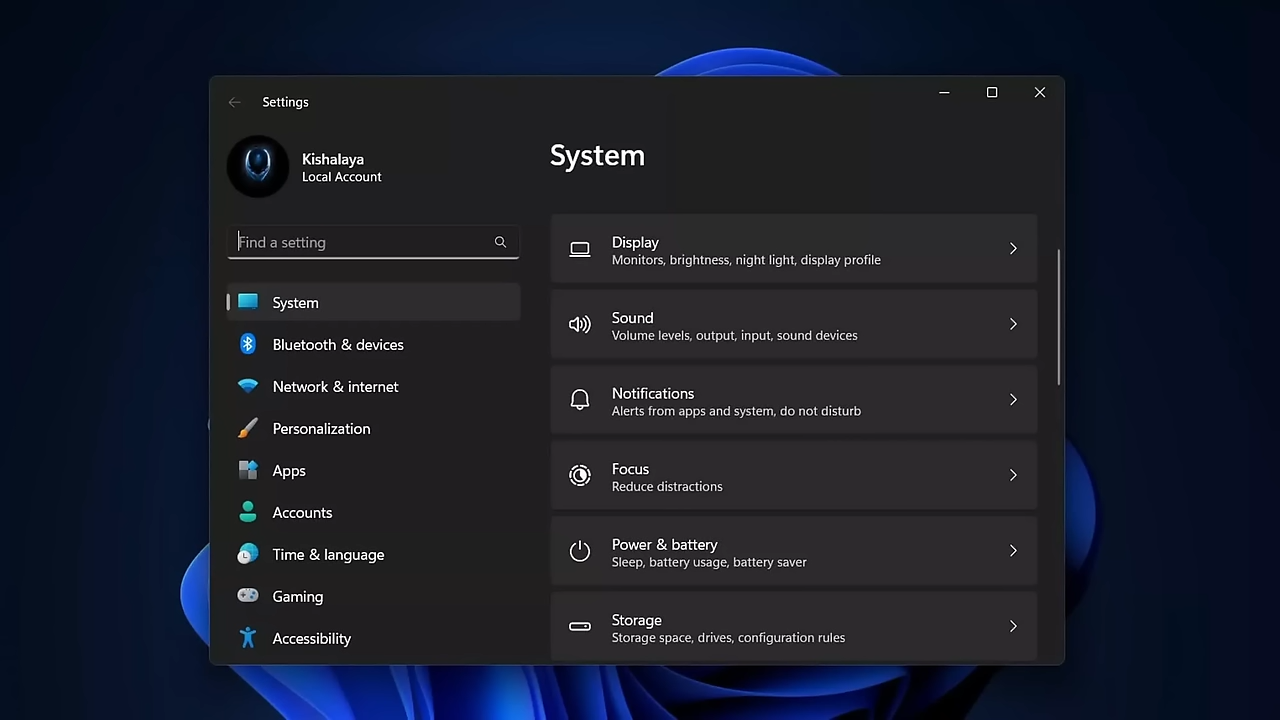 Settings
Kishalaya
Local Account
Find a setting
System
Bluetooth & devices
Network & internet
Personalization
Apps
Accounts
Time & language
Gaming
Accessibility
System
Display
Monitors, brightness, night light, display profile
Sound
Volume levels, output, input, sound devices
Notifications
Alerts from apps and system, do not disturb
Focus
Reduce distractions
Power & battery
Sleep, battery usage, battery saver
Storage
Storage space, drives, configuration rules